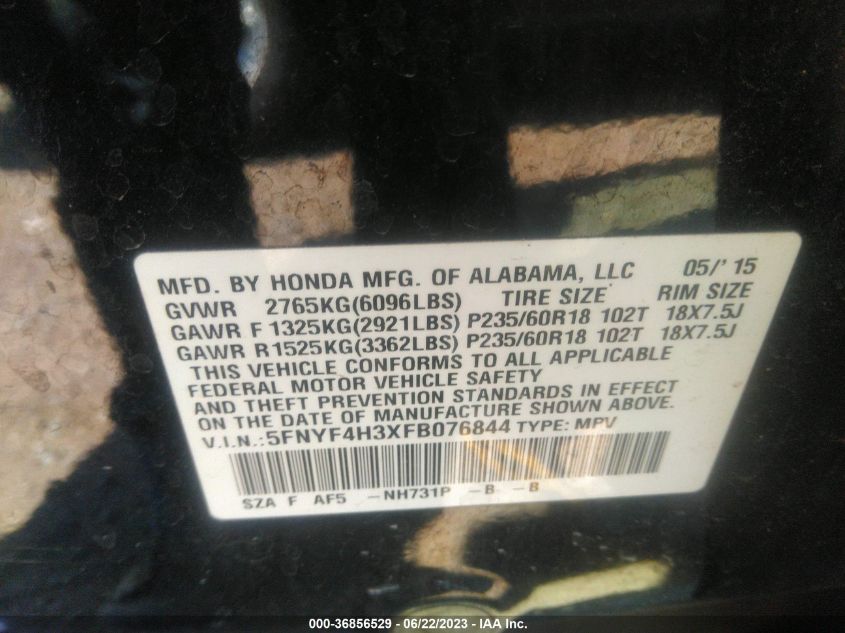 MFD. BY HONDA MFG. OF ALABAMA, LLC 05/'15
GVWR 2765KG(6096LBS) TIRE SIZE RIM SIZE
GAWR F 1325KG(2921LBS) P235/60R18 102T 18X7.5J
GAWR R 1525KG(3362LBS) P235/60R18 102T 18X7.5J
THIS VEHICLE CONFORMS TO ALL APPLICABLE
FEDERAL MOTOR VEHICLE SAFETY
AND THEFT PREVENTION STANDARDS IN EFFECT
ON THE DATE OF MANUFACTURE SHOWN ABOVE.
V.I.N.:5FNYF4H3XFB076844 TYPE: MPV
SZA F AF5 -NH731P -B -B
000-36856529 - 06/22/2023 - IAA Inc.